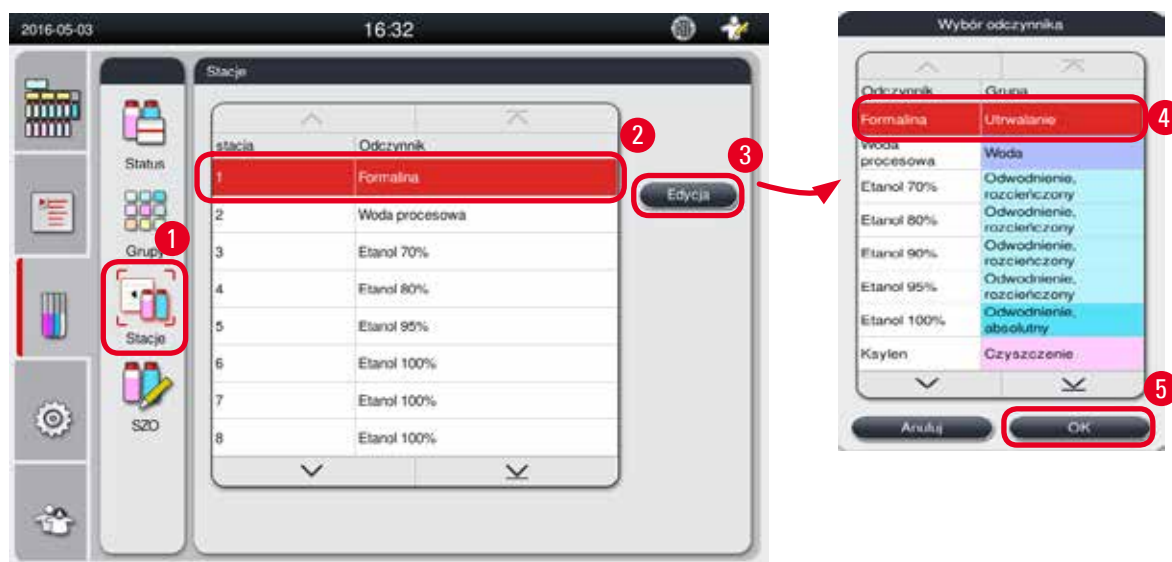 2016-05-03
16:32
Status
Grupy
1
Stacje
SZO
Stacje
stacja Odczynnik
2
1 Formalina
2 Woda procesowa
3 Etanol 70%
4 Etanol 80%
5 Etanol 95%
6 Etanol 100%
7 Etanol 100%
8 Etanol 100%
3
Edycja
Wybór odczynnika
Odczynnik Grupa
Formalina Utrwalanie
4
Woda
procesowa
Woda
Etanol 70%
Odwodnienie,
rozcieńczony
Etanol 80%
Odwodnienie,
rozcieńczony
Etanol 90%
Odwodnienie,
rozcieńczony
Etanol 95%
Odwodnienie,
rozcieńczony
Etanol 100%
Odwodnienie,
absolutny
Ksylen Czyszczenie
5
Anuluj OK